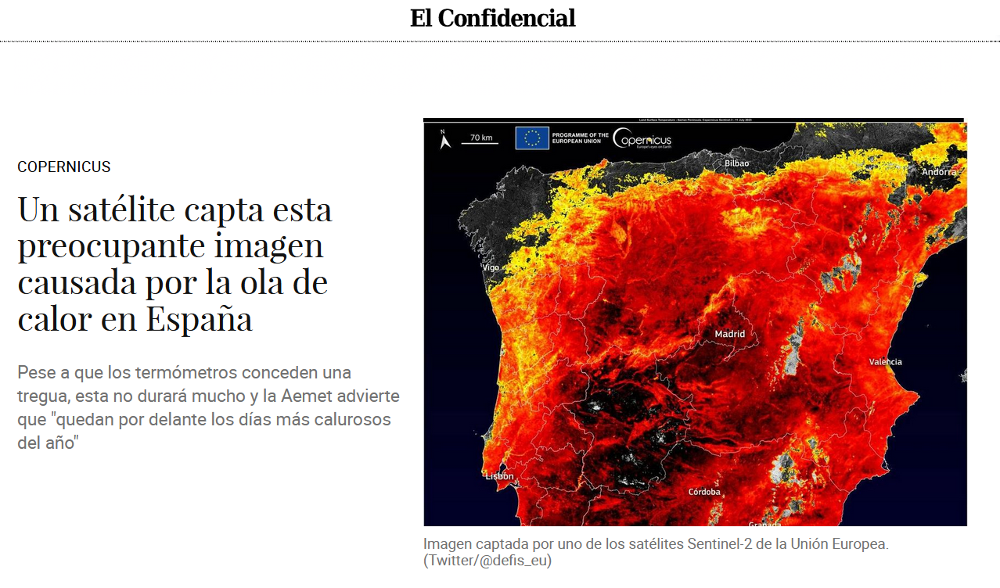 El Confidencial
COPERNICUS
Un satélite capta esta
preocupante imagen
causada por la ola de
calor en España
Pese a que los termómetros conceden una
tregua, esta no durará mucho y la Aemet advierte
que "quedan por delante los días más calurosos
del año"
Land Surface Temperature - Iberian Peninsula, Copernicus Sentinel-3 - 11 July 2023
N
70 km
PROGRAMME OF THE
EUROPEAN UNION
Copernicus
Europe's eyes on Earth
Bilbao
Andorra
Vigo
Madrid
Valencia
Lisbon
Córdoba
Granada
Imagen captada por uno de los satélites Sentinel-2 de la Unión Europea.
(Twitter/@defis_eu)